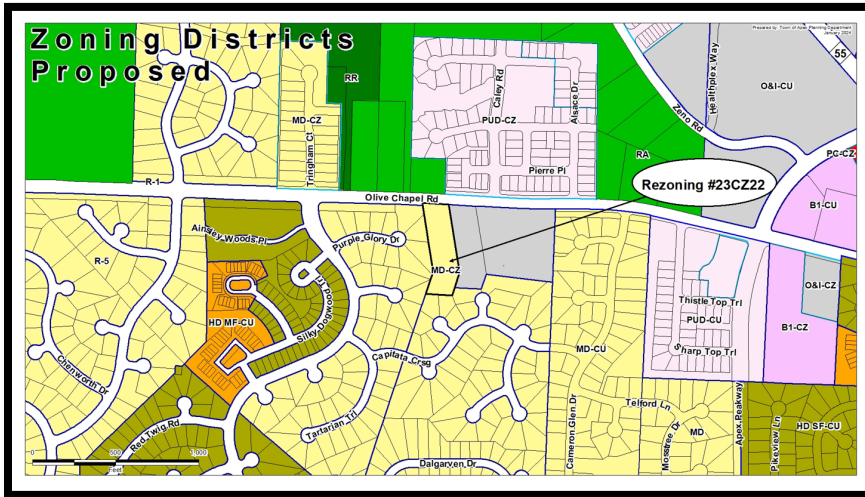 Zoning Districts
Proposed
Prepared by: Town of Apex Planning Department
January 2024
55
Healthplex Way
O&I-CU
RR
Caley Rd
Alsace Dr
Zeno Rd
MD-CZ
PUD-CZ
Tringham Ct
RA
PC-CZ
Pierre Pl
R-1
Rezoning #23CZ22
Olive Chapel Rd
B1-CU
Ainsley Woods Pl
Purple Glory Dr
R-5
MD-CZ
O&I-CZ
Silky Dogwood Trl
Thistle Top Trl
HD MF-CU
PUD-CU
B1-CZ
MD-CU
Sharp Top Trl
Capitata Crsg
Chenworth Dr
Telford Ln
Tartarian Trl
Red Twig Rd
Cameron Glen Dr
Mosstree Dr
MD
Apex Peakway
Pikeview Ln
HD SF-CU
0 500 1,000
Feet
Dalgarven Dr